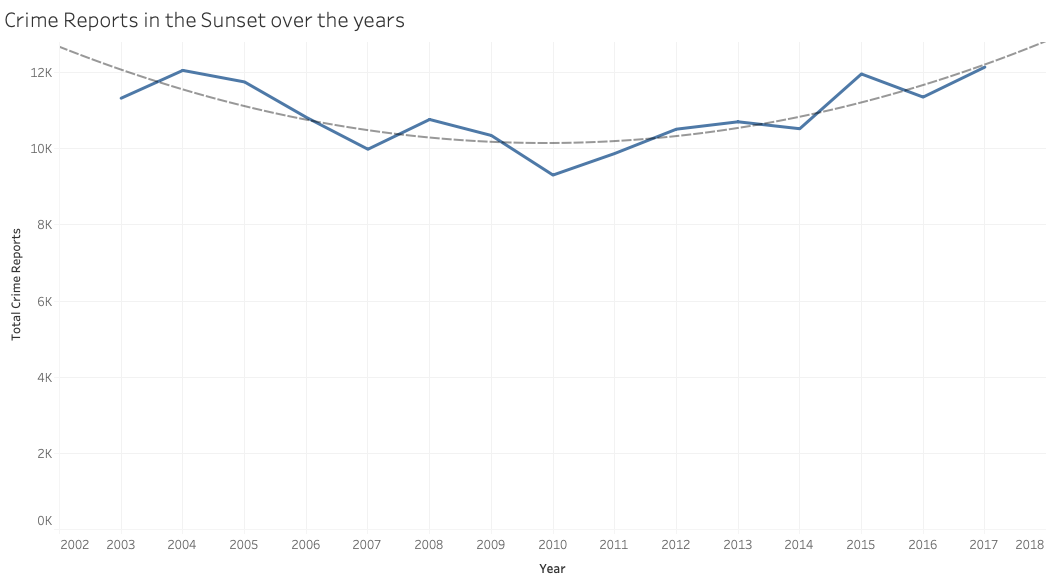 Crime Reports in the Sunset over the years
12K
10K
8K
6K
4K
2K
0K
Total Crime Reports
2002 2003 2004 2005 2006 2007 2008 2009 2010 2011 2012 2013 2014 2015 2016 2017 2018
Year